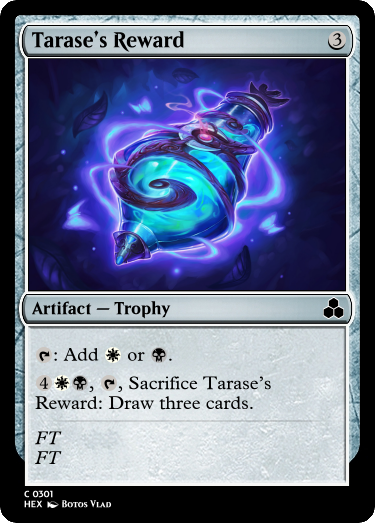 Tarase's Reward 3
Artifact — Trophy
: Add or .
4 , , Sacrifice Tarase's
Reward: Draw three cards.
FT
FT
C 0301
HEX Botos Vlad